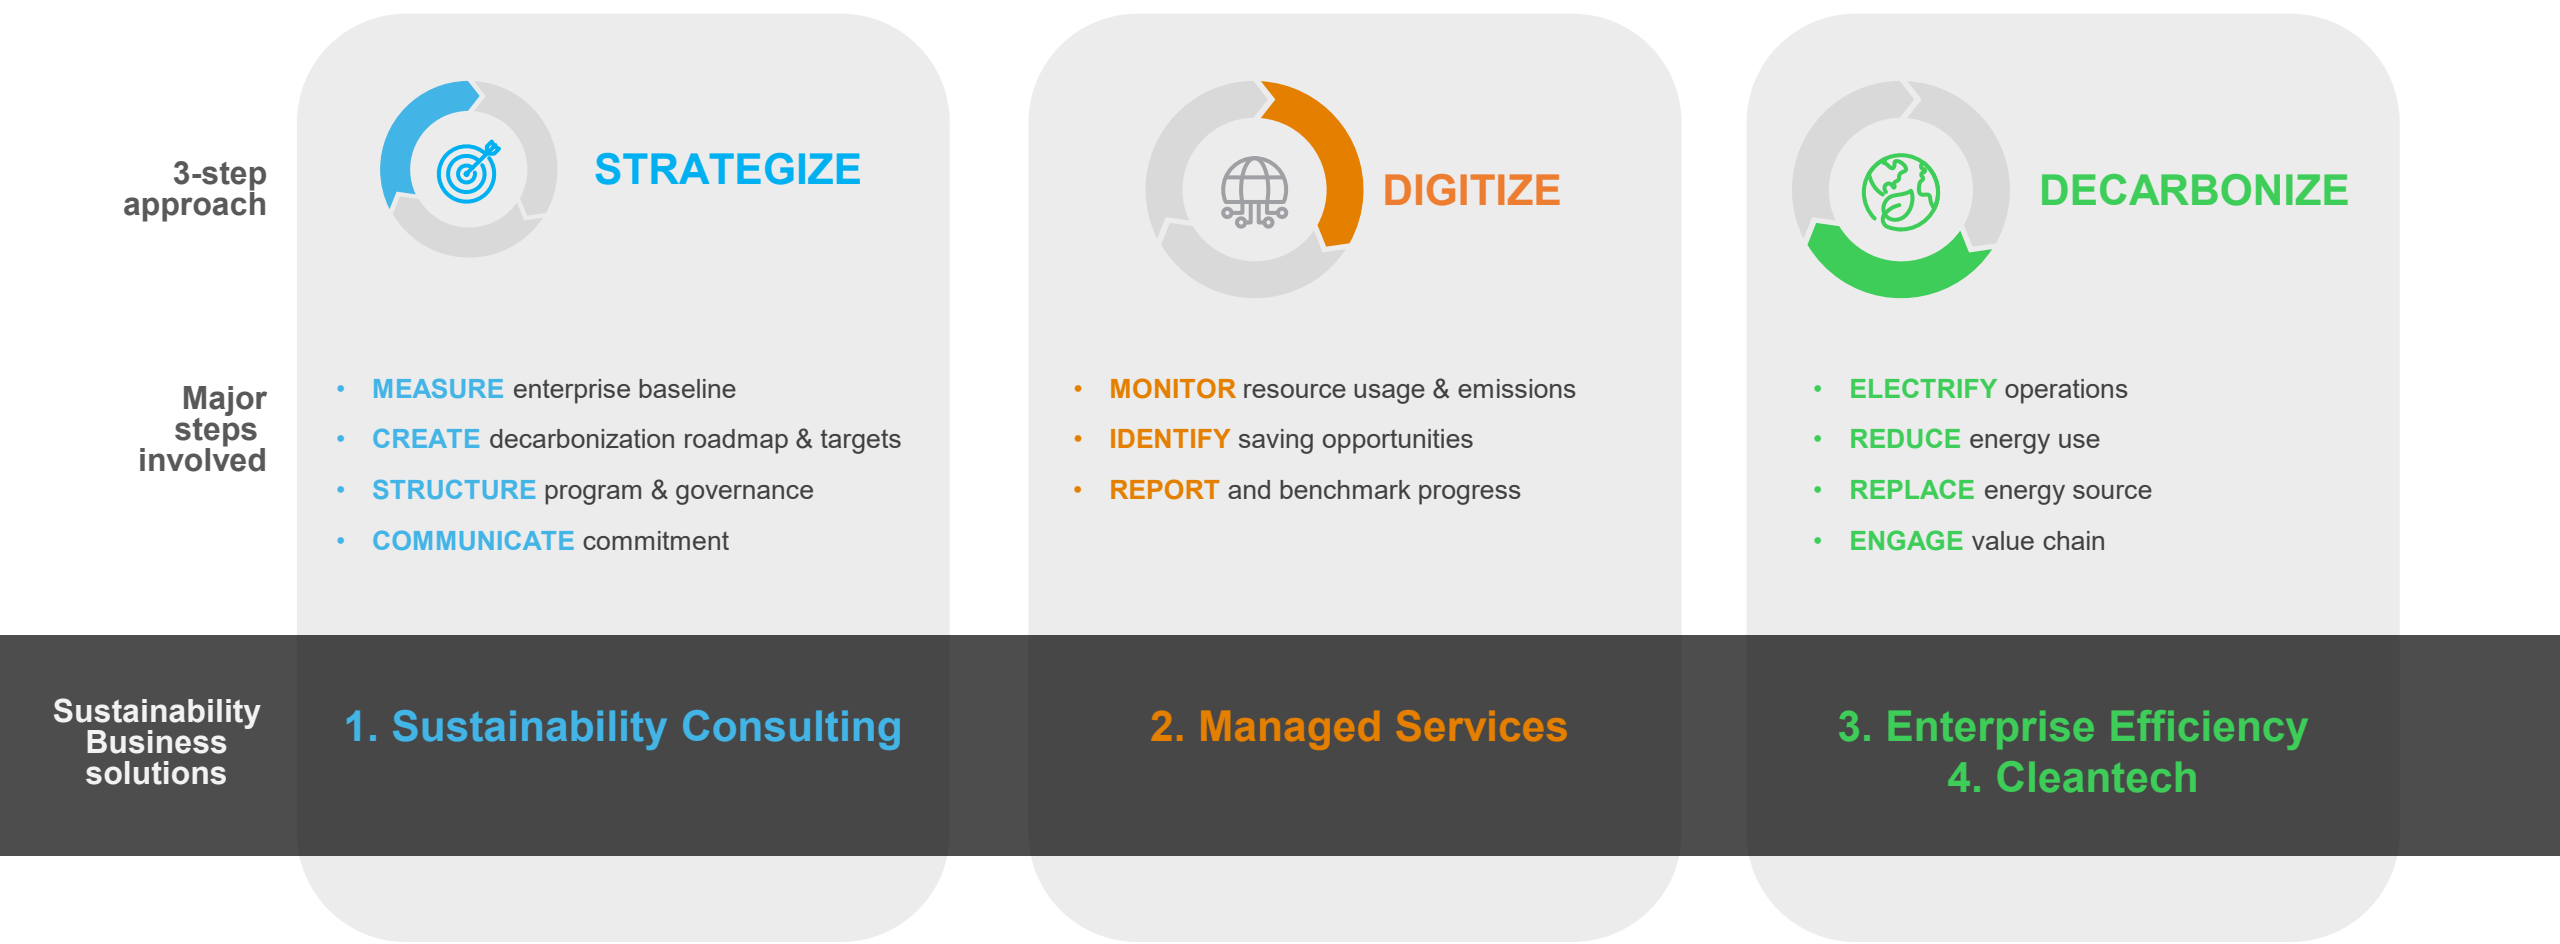 3-step
approach
STRATEGIZE
DIGITIZE
DECARBONIZE
Major
steps
involved
• MEASURE enterprise baseline
• CREATE decarbonization roadmap & targets
• STRUCTURE program & governance
• COMMUNICATE commitment
• MONITOR resource usage & emissions
• IDENTIFY saving opportunities
• REPORT and benchmark progress
• ELECTRIFY operations
• REDUCE energy use
• REPLACE energy source
• ENGAGE value chain
Sustainability
Business
solutions
1. Sustainability Consulting
2. Managed Services
3. Enterprise Efficiency
4. Cleantech